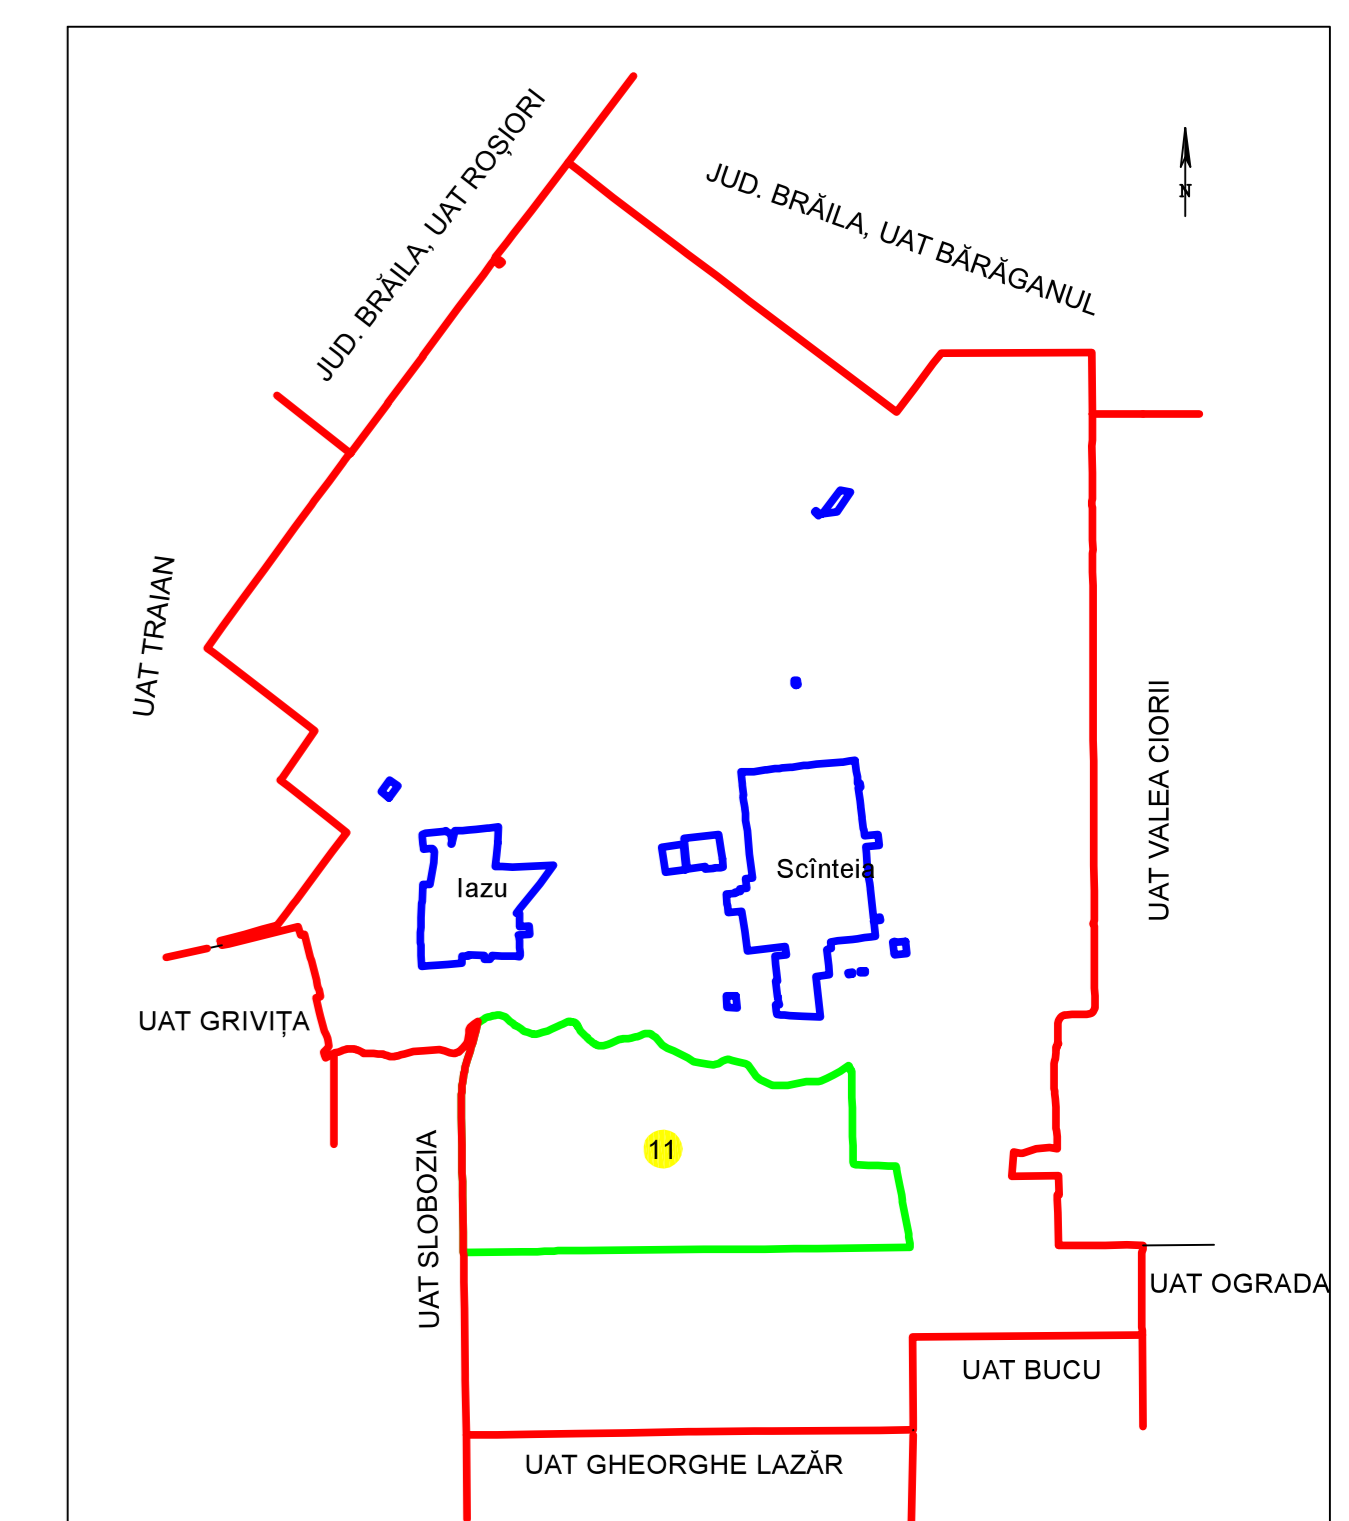 JUD. BRĂILA, UAT ROȘIORI
JUD. BRĂILA, UAT BĂRĂGANUL
N
UAT TRAIAN
UAT VALEA CIORII
Scînteia
Iazu
UAT GRIVIȚA
11
UAT SLOBOZIA
UAT OGRADA
UAT BUCU
UAT GHEORGHE LAZĂR